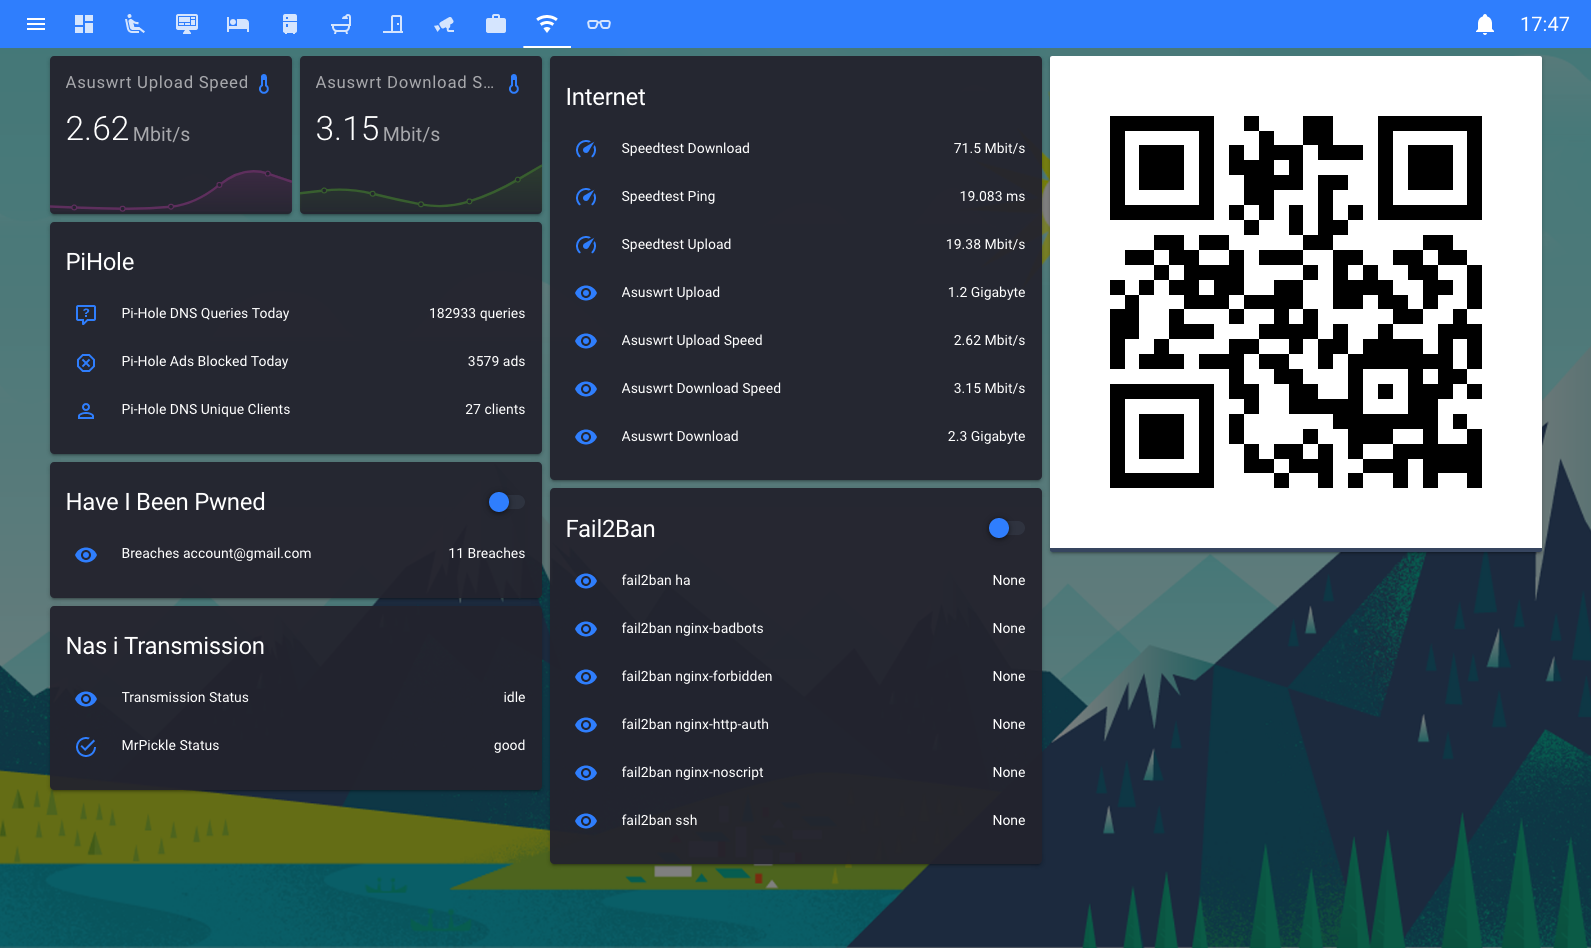 17:47
Asuswrt Upload Speed
2.62 Mbit/s
Asuswrt Download S...
3.15 Mbit/s
PiHole
Pi-Hole DNS Queries Today 182933 queries
Pi-Hole Ads Blocked Today 3579 ads
Pi-Hole DNS Unique Clients 27 clients
Have I Been Pwned
Breaches account@gmail.com 11 Breaches
Nas i Transmission
Transmission Status idle
MrPickle Status good
Internet
Speedtest Download 71.5 Mbit/s
Speedtest Ping 19.083 ms
Speedtest Upload 19.38 Mbit/s
Asuswrt Upload 1.2 Gigabyte
Asuswrt Upload Speed 2.62 Mbit/s
Asuswrt Download Speed 3.15 Mbit/s
Asuswrt Download 2.3 Gigabyte
Fail2Ban
fail2ban ha None
fail2ban nginx-badbots None
fail2ban nginx-forbidden None
fail2ban nginx-http-auth None
fail2ban nginx-noscript None
fail2ban ssh None